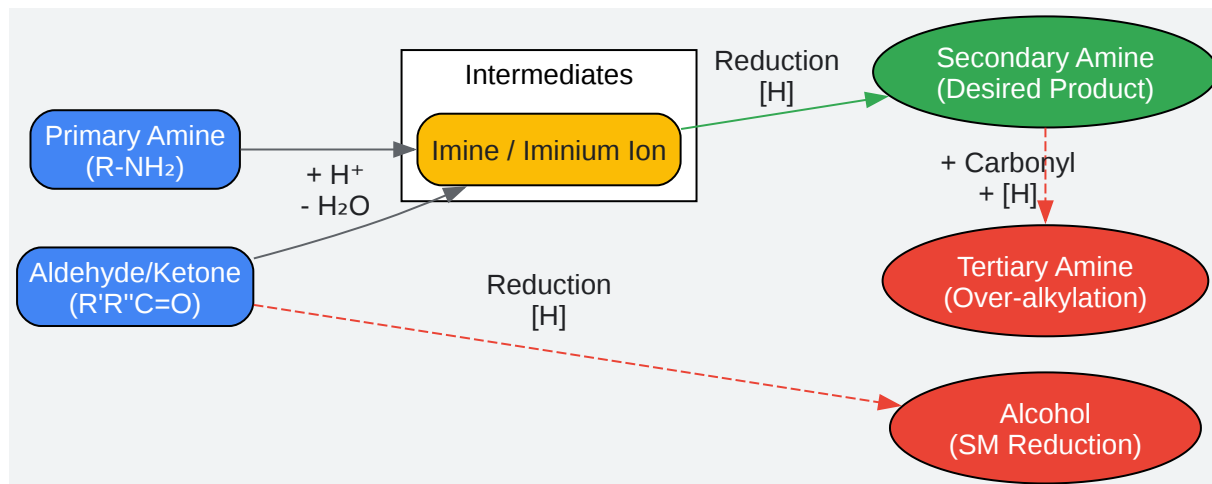 Primary Amine
(R-NH₂)
Aldehyde/Ketone
(R'R''C=O)
+ H⁺
- H₂O
Intermediates
Imine / Iminium Ion
Reduction
[H]
Secondary Amine
(Desired Product)
+ Carbonyl
+ [H]
Tertiary Amine
(Over-alkylation)
Reduction
[H]
Alcohol
(SM Reduction)